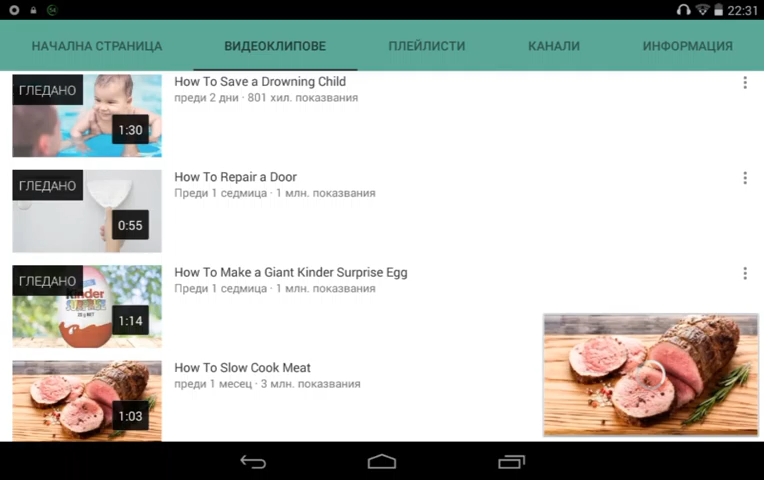 22:31
НАЧАЛНА СТРАНИЦА
ВИДЕОКЛИПОВЕ
ПЛЕЙЛИСТИ
КАНАЛИ
ИНФОРМАЦИЯ
ГЛЕДАНО
1:30
How To Save a Drowning Child
преди 2 дни · 801 хил. показвания
ГЛЕДАНО
0:55
How To Repair a Door
Преди 1 седмица · 1 млн. показвания
ГЛЕДАНО
Kinder
SURPRISE
1:14
How To Make a Giant Kinder Surprise Egg
Преди 1 седмица · 1 млн. показвания
1:03
How To Slow Cook Meat
преди 1 месец · 3 млн. показвания